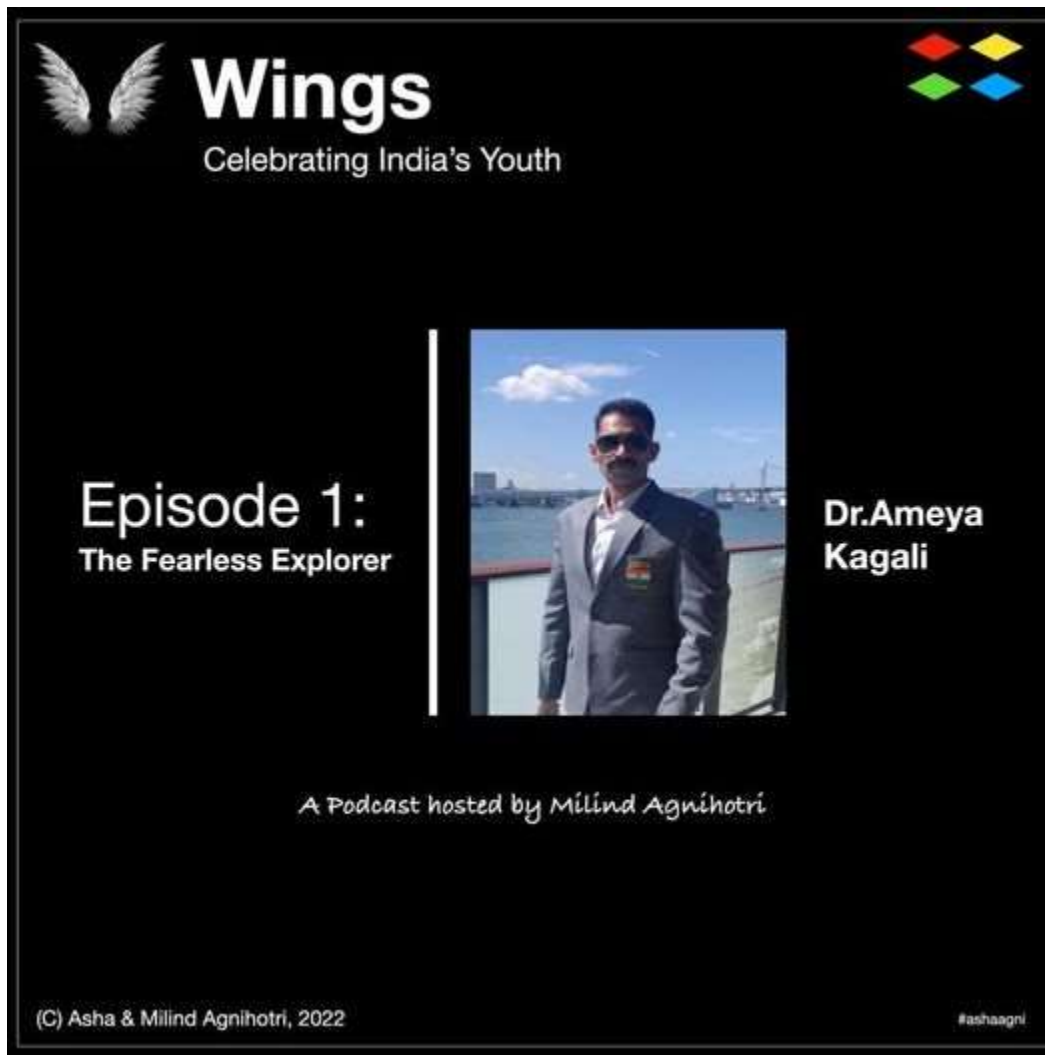 Wings
Celebrating India's Youth
Episode 1:
The Fearless Explorer
Dr.Ameya
Kagali
A Podcast hosted by Milind Agnihotri
(C) Asha & Milind Agnihotri, 2022
#ashaagni